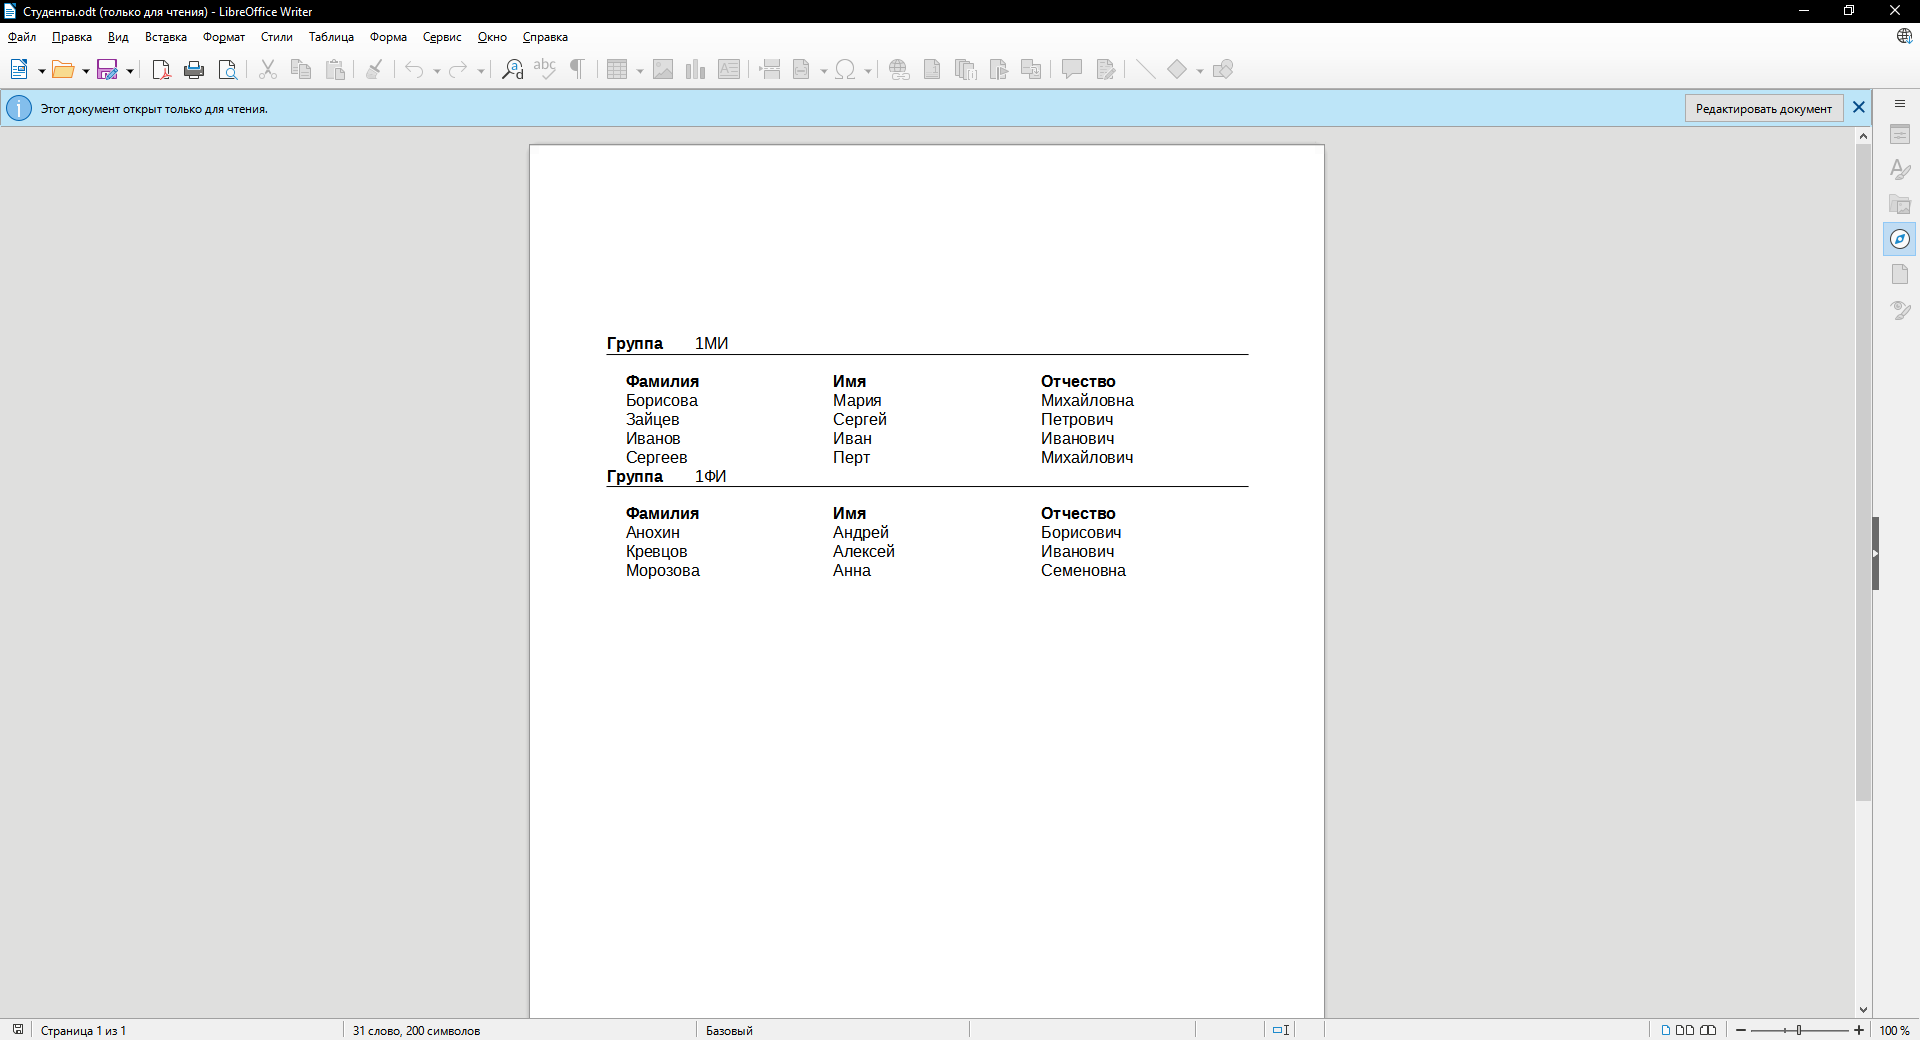 Студенты.odt (только для чтения) - LibreOffice Writer
Файл Правка Вид Вставка Формат Стили Таблица Форма Сервис Окно Справка
Этот документ открыт только для чтения. Редактировать документ
Группа 1МИ
Фамилия Имя Отчество
Борисова Мария Михайловна
Зайцев Сергей Петрович
Иванов Иван Иванович
Сергеев Перт Михайлович
Группа 1ФИ
Фамилия Имя Отчество
Анохин Андрей Борисович
Кревцов Алексей Иванович
Морозова Анна Семеновна
Страница 1 из 1 31 слово, 200 символов Базовый 100 %